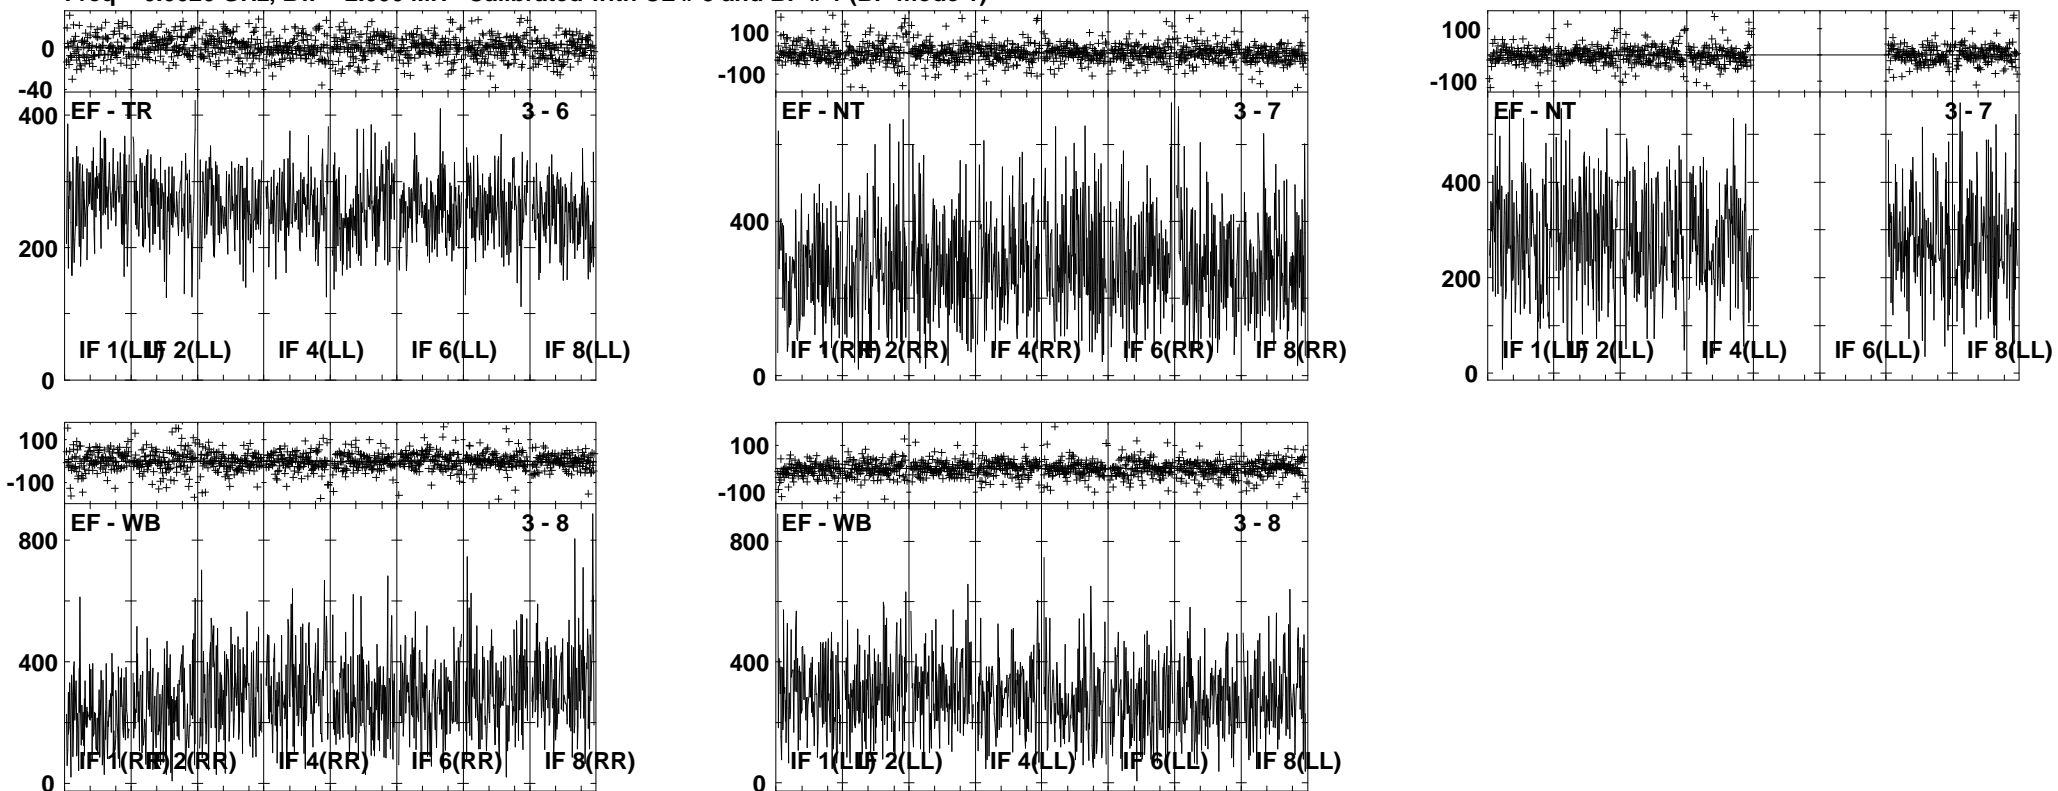 0
-40
400
200
0
EF - TR
3 - 6
IF 1(LL)
IF 2(LL)
IF 4(LL)
IF 6(LL)
IF 8(LL)
100
-100
400
0
EF - NT
3 - 7
IF 1(RR)
IF 2(RR)
IF 4(RR)
IF 6(RR)
IF 8(RR)
100
-100
400
200
0
EF - NT
3 - 7
IF 1(LL)
IF 2(LL)
IF 4(LL)
IF 6(LL)
IF 8(LL)
100
-100
800
400
0
EF - WB
3 - 8
IF 1(RR)
IF 2(RR)
IF 4(RR)
IF 6(RR)
IF 8(RR)
100
-100
800
400
0
EF - WB
3 - 8
IF 1(LL)
IF 2(LL)
IF 4(LL)
IF 6(LL)
IF 8(LL)